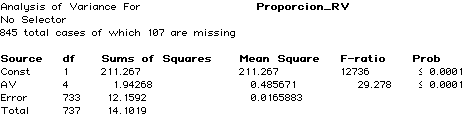 Analysis of Variance For Proporcion_RV
No Selector
845 total cases of which 107 are missing
Source df Sums of Squares Mean Square F-ratio Prob
Const 1 211.267 211.267 12736 ≤ 0.0001
AV 4 1.94268 0.485671 29.278 ≤ 0.0001
Error 733 12.1592 0.0165883
Total 737 14.1019